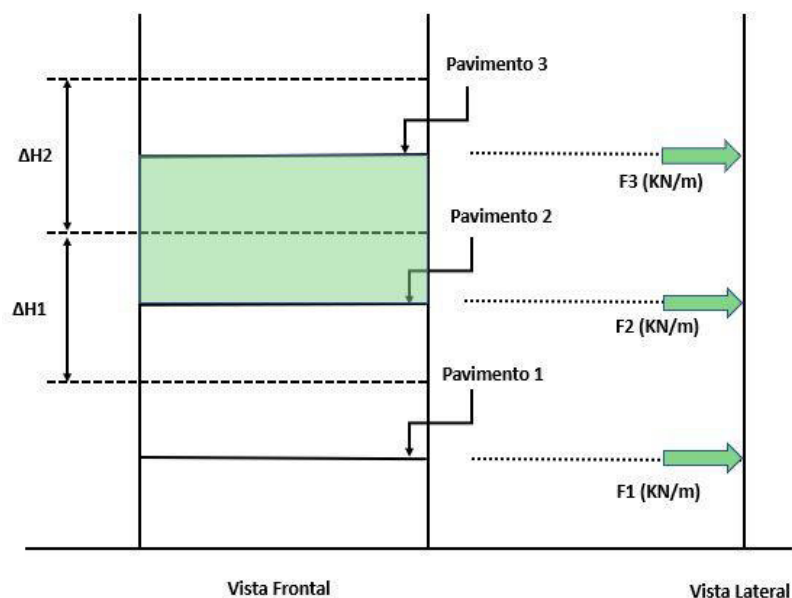 Pavimento 3
ΔH2
F3 (KN/m)
Pavimento 2
ΔH1
F2 (KN/m)
Pavimento 1
F1 (KN/m)
Vista Frontal
Vista Lateral